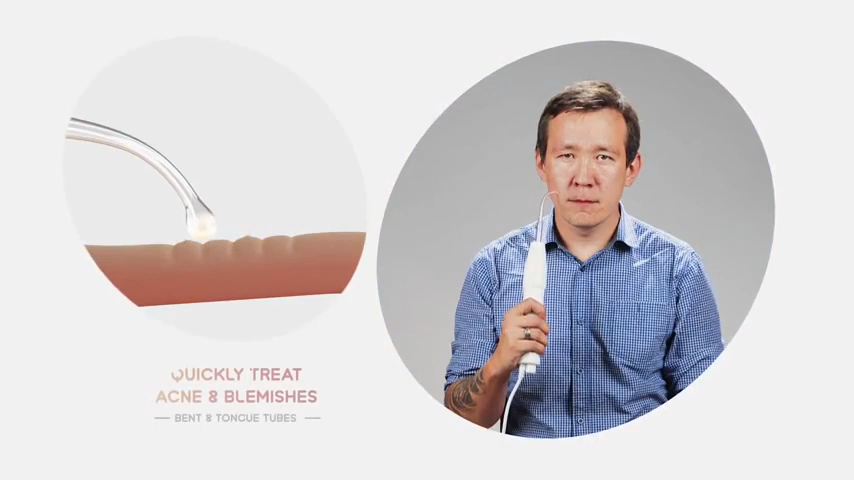 QUICKLY TREAT
ACNE & BLEMISHES
BENT & TONGUE TUBES